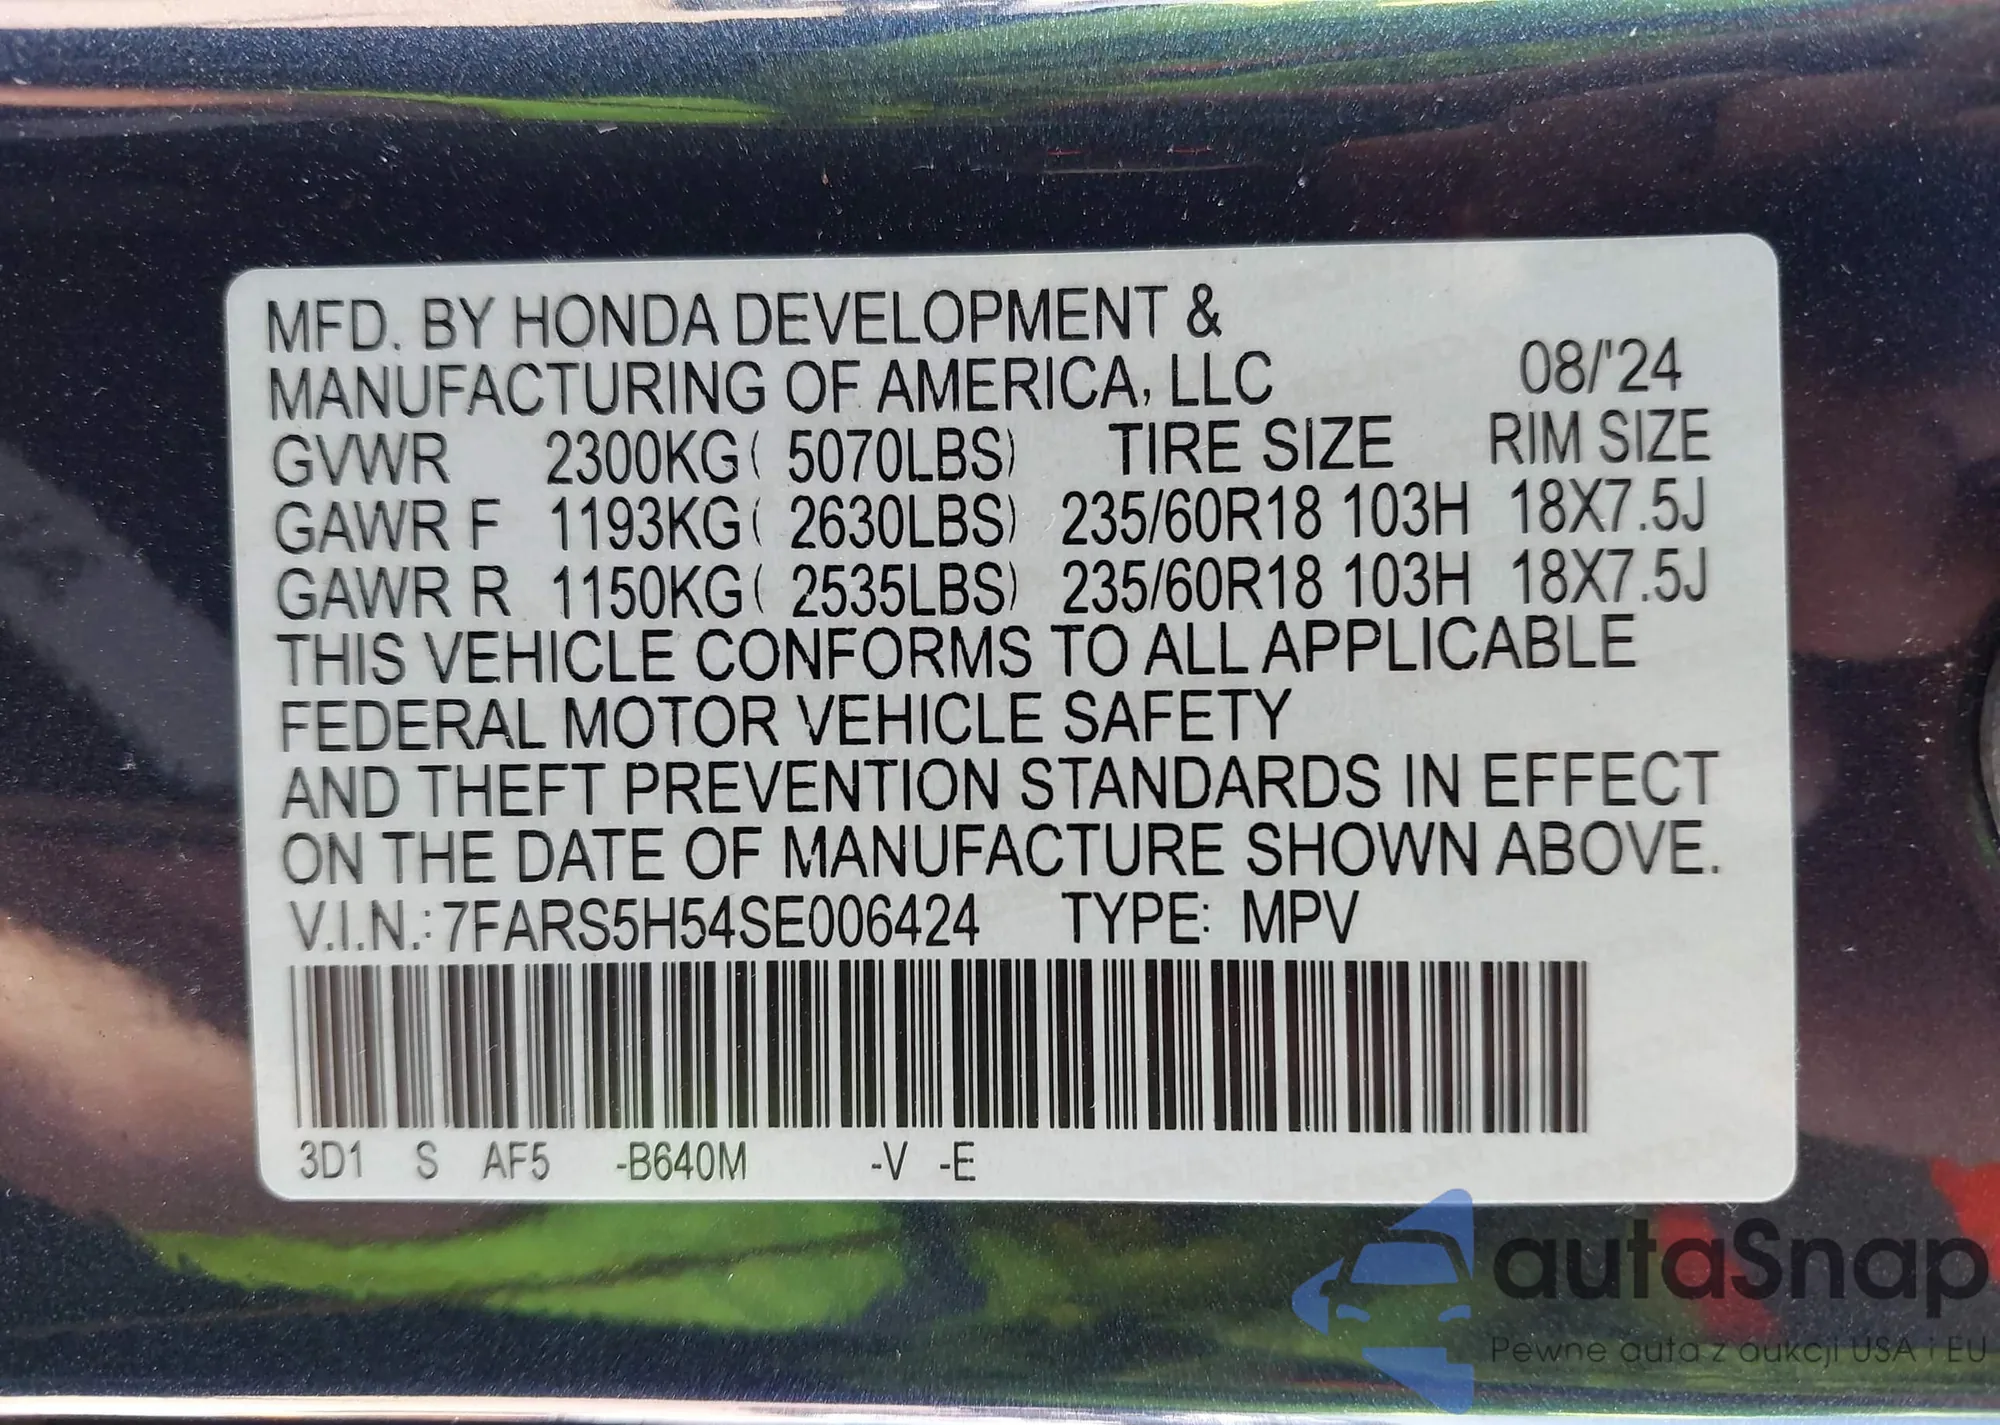 MFD. BY HONDA DEVELOPMENT &
MANUFACTURING OF AMERICA, LLC 08/'24
GVWR 2300KG( 5070LBS) TIRE SIZE RIM SIZE
GAWR F 1193KG( 2630LBS) 235/60R18 103H 18X7.5J
GAWR R 1150KG( 2535LBS) 235/60R18 103H 18X7.5J
THIS VEHICLE CONFORMS TO ALL APPLICABLE
FEDERAL MOTOR VEHICLE SAFETY
AND THEFT PREVENTION STANDARDS IN EFFECT
ON THE DATE OF MANUFACTURE SHOWN ABOVE.
V.I.N.: 7FARS5H54SE006424 TYPE: MPV
3D1 S AF5 -B640M -V -E
autaSnap
Pewne auta z aukcji USA i EU